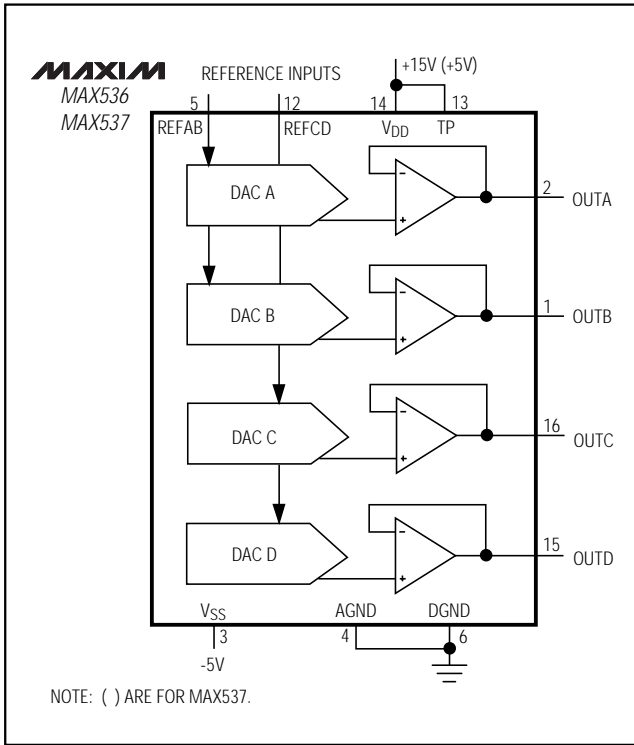 MAXIM
MAX536
MAX537
REFERENCE INPUTS
+15V (+5V)
5
12
14
13
REFAB
REFCD
VDD
TP
DAC A
-
+
2
OUTA
DAC B
-
+
1
OUTB
DAC C
-
+
16
OUTC
DAC D
-
+
15
OUTD
VSS
AGND
DGND
3
4
6
-5V
NOTE: ( ) ARE FOR MAX537.